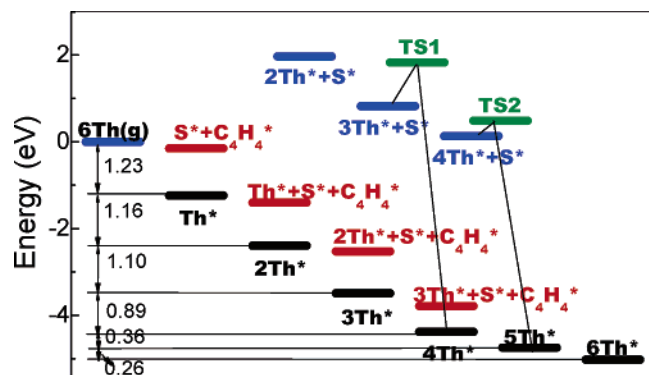 2
0
-2
-4
Energy (eV)
TS1
2Th*+S*
TS2
3Th*+S*
6Th(g)
S*+C₄H₄*
4Th*+S*
1.23
Th*+S*+C₄H₄*
1.16
Th*
2Th*+S*+C₄H₄*
2Th*
1.10
3Th*+S*+C₄H₄*
3Th*
0.89
0.36
5Th*
4Th*
6Th*
0.26